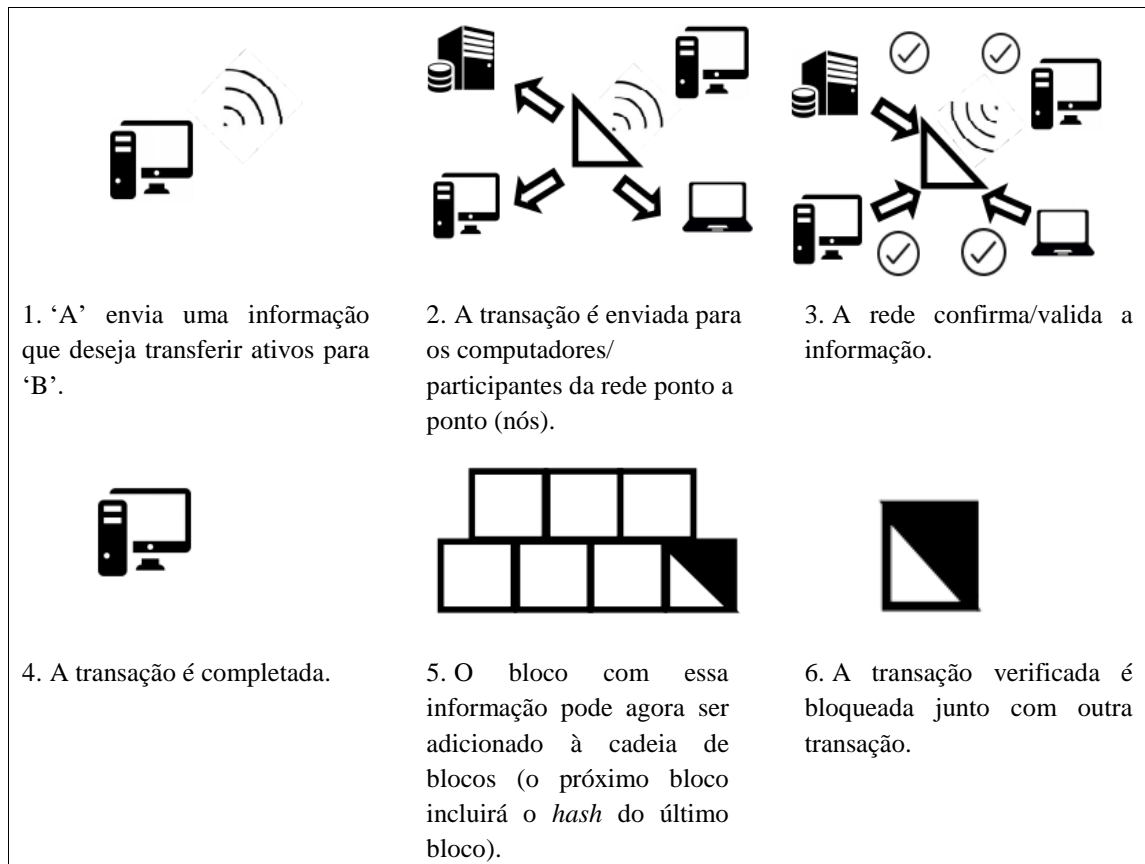 1. ‘A’ envia uma informação
que deseja transferir ativos para
‘B’.
2. A transação é enviada para
os computadores/
participantes da rede ponto a
ponto (nós).
3. A rede confirma/valida a
informação.
4. A transação é completada.
5. O bloco com essa
informação pode agora ser
adicionado à cadeia de
blocos (o próximo bloco
incluirá o hash do último
bloco).
6. A transação verificada é
bloqueada junto com outra
transação.